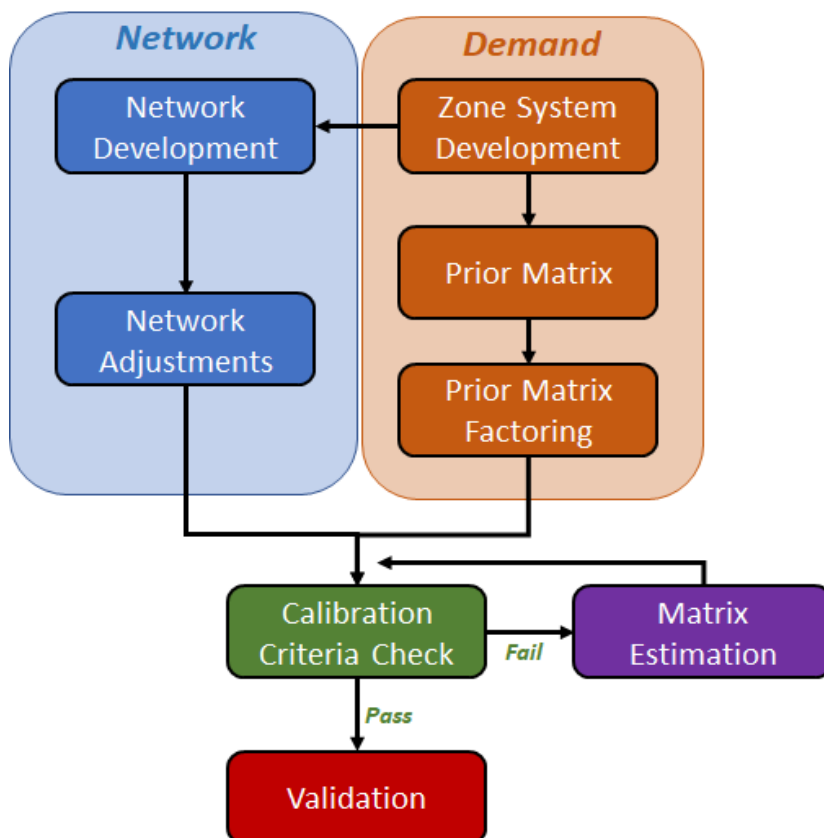 Network
Demand
Network
Development
Zone System
Development
Prior Matrix
Network
Adjustments
Prior Matrix
Factoring
Calibration
Criteria Check
Fail
Matrix
Estimation
Pass
Validation